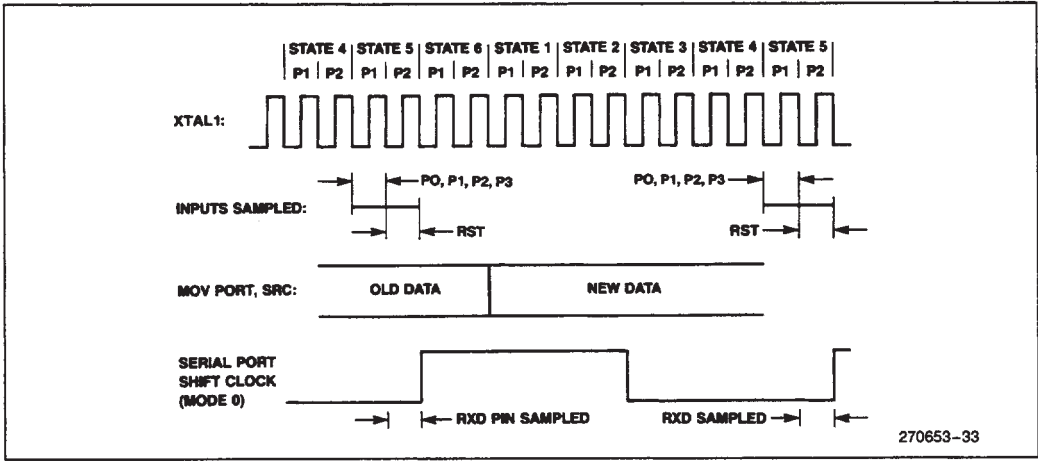 STATE 4 STATE 5 STATE 6 STATE 1 STATE 2 STATE 3 STATE 4 STATE 5
P1 P2 P1 P2 P1 P2 P1 P2 P1 P2 P1 P2 P1 P2 P1 P2
XTAL1:
PO, P1, P2, P3 PO, P1, P2, P3
INPUTS SAMPLED:
RST RST
MOV PORT, SRC: OLD DATA NEW DATA
SERIAL PORT
SHIFT CLOCK
(MODE 0)
RXD PIN SAMPLED RXD SAMPLED
270653-33